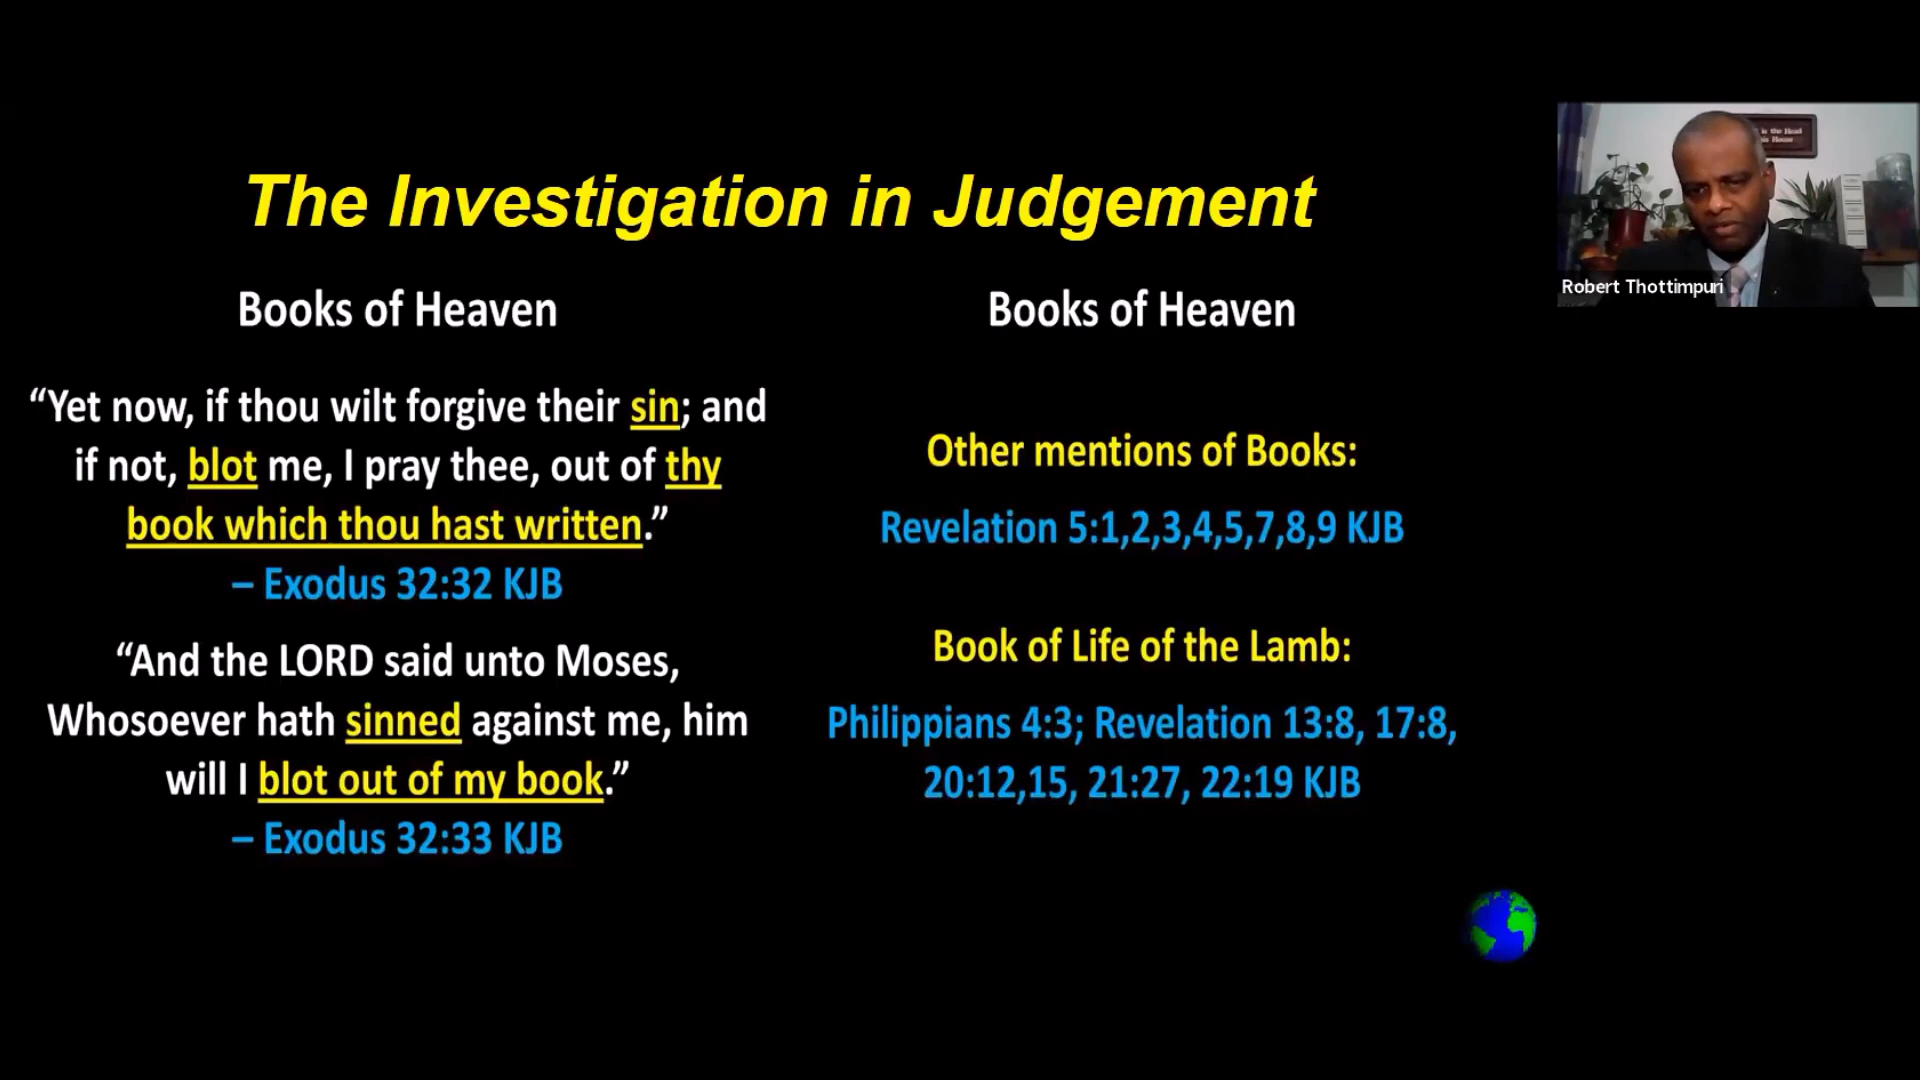 The Investigation in Judgement
Books of Heaven
“Yet now, if thou wilt forgive their sin; and
if not, blot me, I pray thee, out of thy
book which thou hast written.”
– Exodus 32:32 KJB
“And the LORD said unto Moses,
Whosoever hath sinned against me, him
will I blot out of my book.”
– Exodus 32:33 KJB
Books of Heaven
Other mentions of Books:
Revelation 5:1,2,3,4,5,7,8,9 KJB
Book of Life of the Lamb:
Philippians 4:3; Revelation 13:8, 17:8,
20:12,15, 21:27, 22:19 KJB
is the Head
House
Robert Thottimpuri